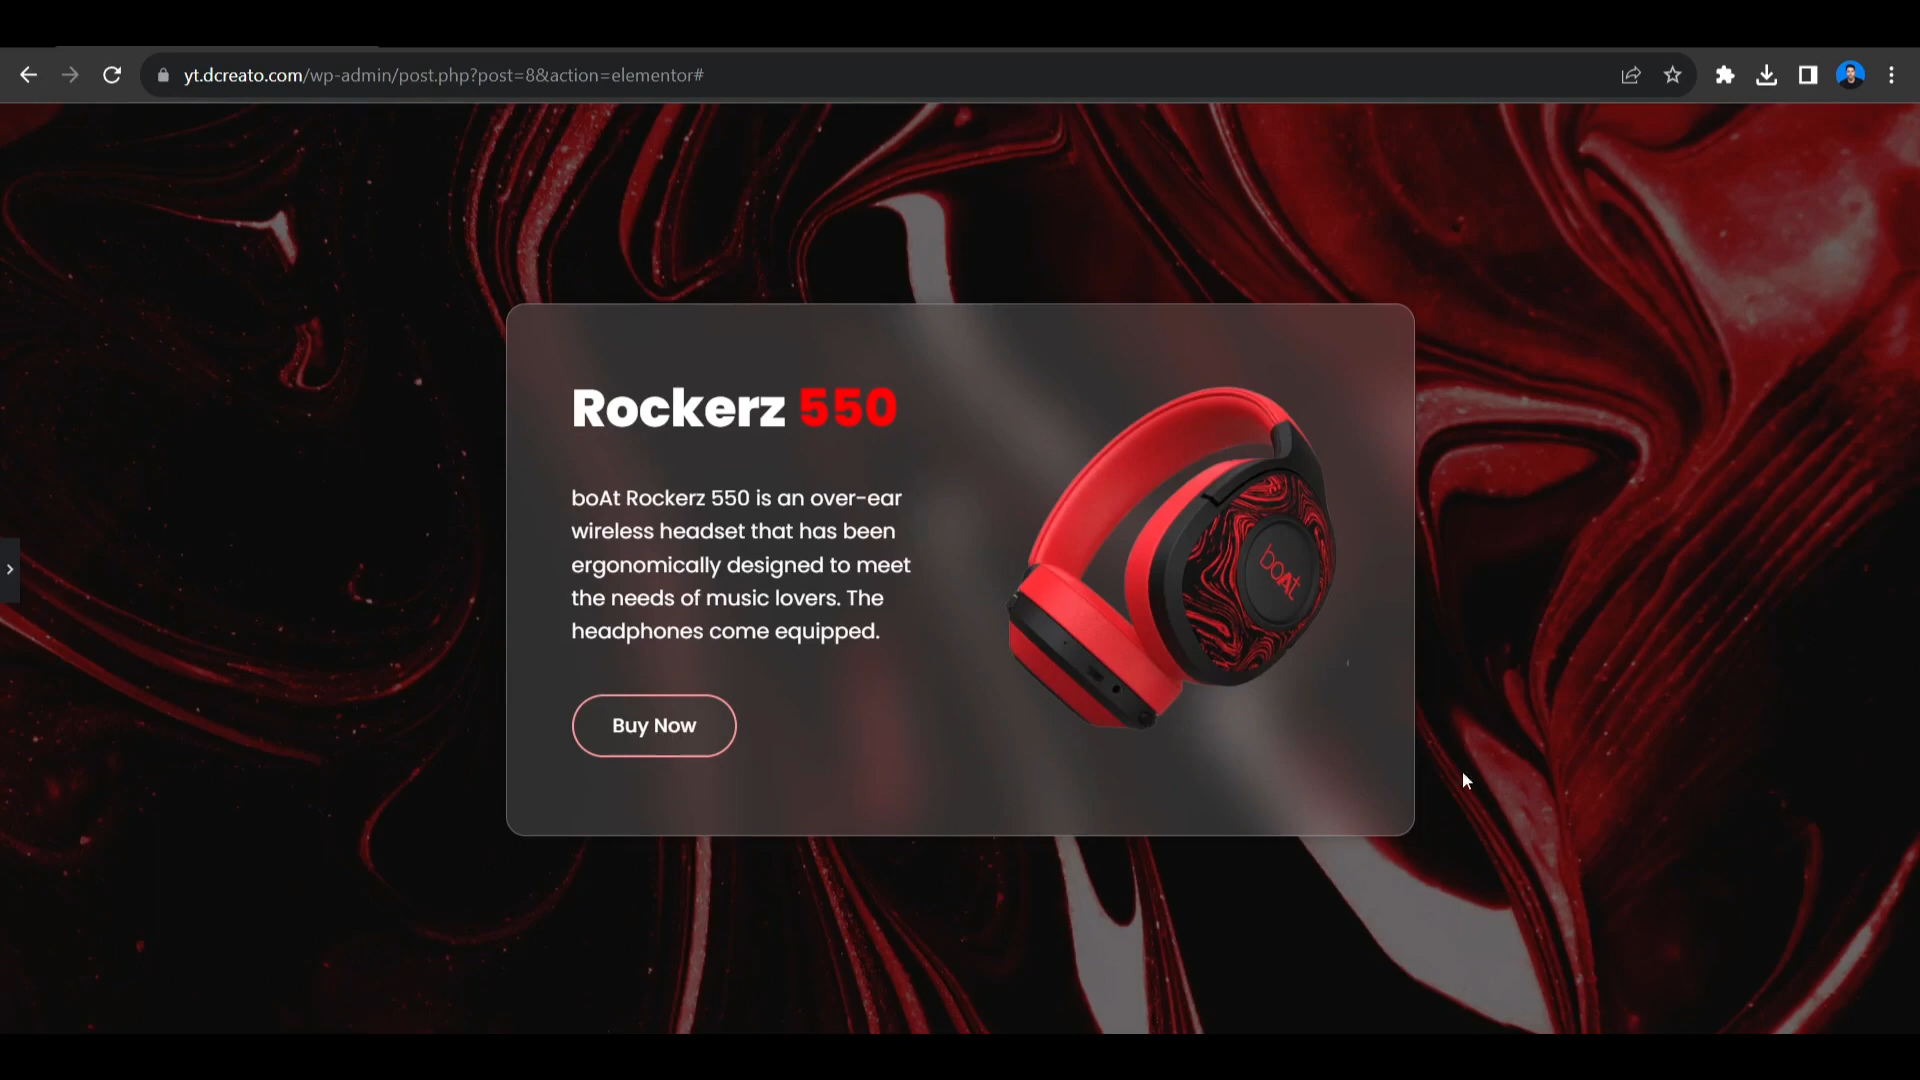 yt.dcreato.com/wp-admin/post.php?post=8&action=elementor#
Rockerz 550
boAt Rockerz 550 is an over-ear
wireless headset that has been
ergonomically designed to meet
the needs of music lovers. The
headphones come equipped.
boAt
Buy Now